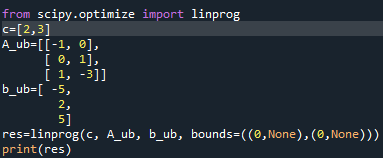 from scipy.optimize import linprog
c=[2,3]
A_ub=[[-1, 0],
[ 0, 1],
[ 1, -3]]
b_ub=[ -5,
2,
5]
res=linprog(c, A_ub, b_ub, bounds=((0,None),(0,None)))
print(res)